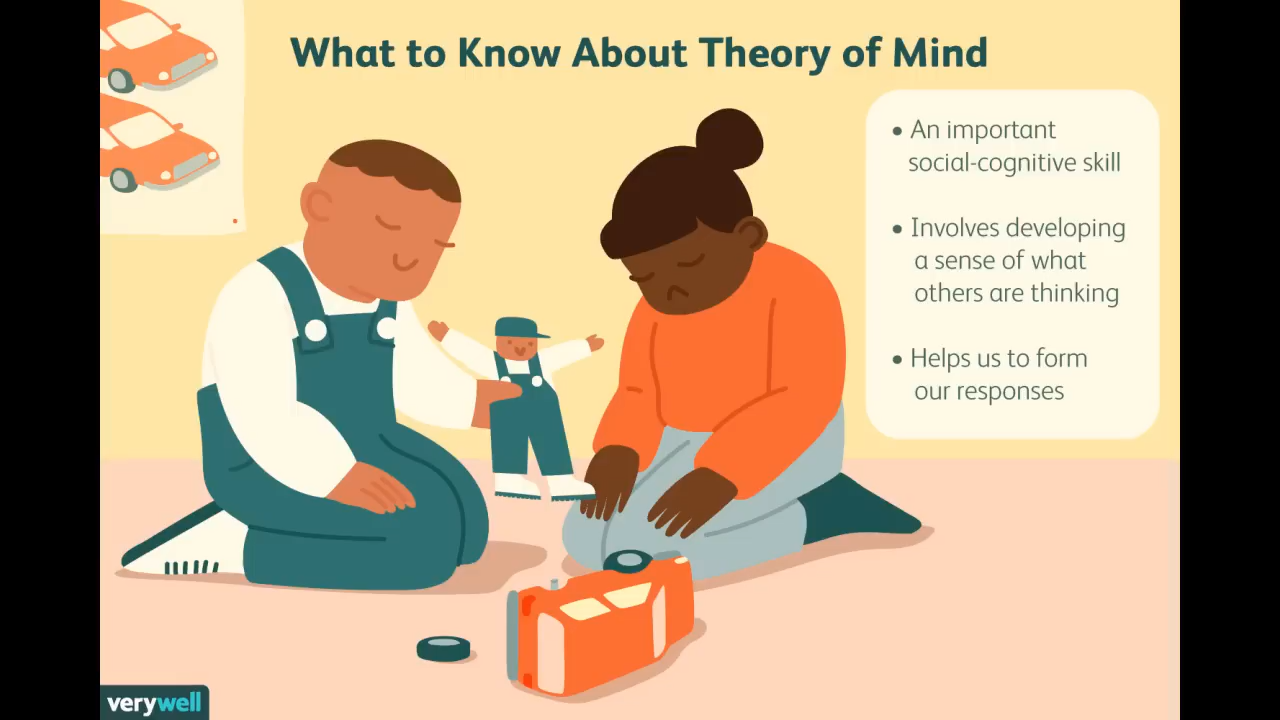 What to Know About Theory of Mind
• An important
social-cognitive skill
• Involves developing
a sense of what
others are thinking
• Helps us to form
our responses
verywell